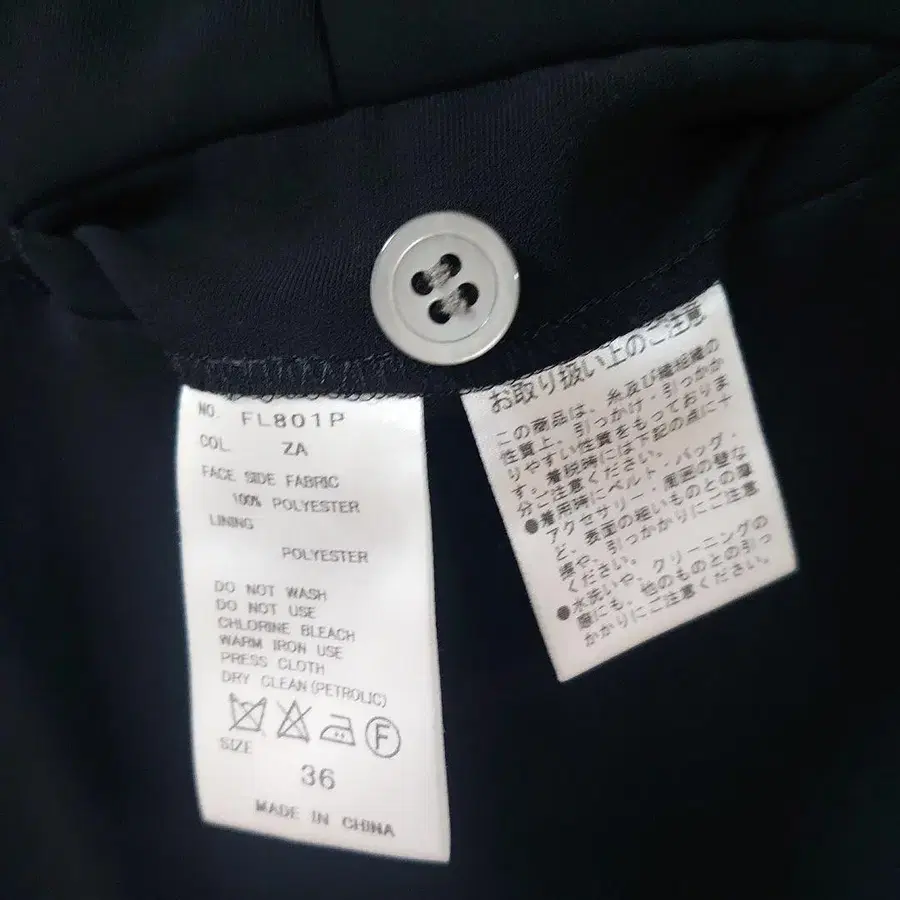 NO. FL801P
COL ZA
FACE SIDE FABRIC
100% POLYESTER
LINING
POLYESTER
DO NOT WASH
DO NOT USE
CHLORINE BLEACH
WARM IRON USE
PRESS CLOTH
DRY CLEAN(PETROLIC)
F
SIZE
36
MADE IN CHINA
お取り扱い上のご注意
この商品は、糸及び繊組織の
性質上、引っかけ・引っかか
りやすい性質をもっておりま
す。着脱時には下記の点に十
分ご注意ください。
●着用時にベルト・バッグ・
アクセサリー・周囲の壁な
ど、表面の粗いものとの摩
擦や、引っかかりにご注意
ください。
●水洗いや、クリーニングの
際にも、他のものとの引っ
かかりにご注意ください。